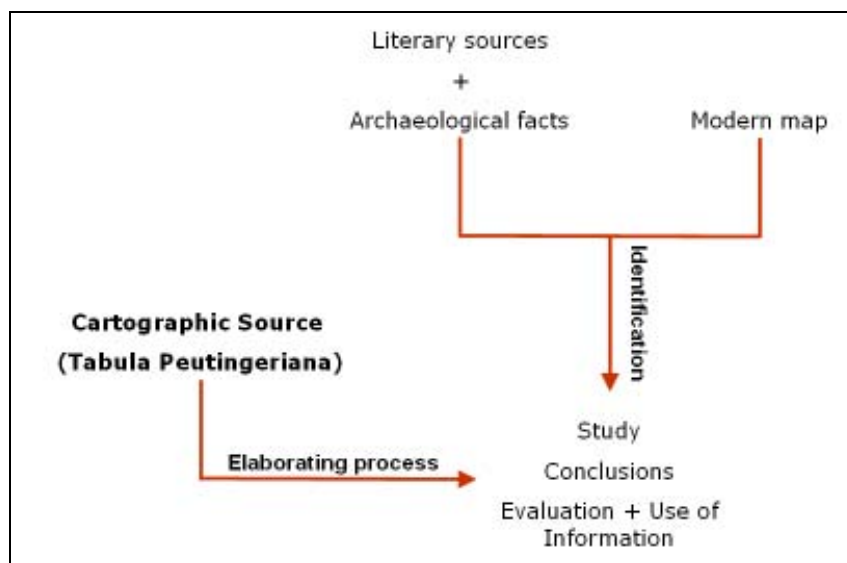 Literary sources
+
Archaeological facts
Modern map
Identification
Cartographic Source
(Tabula Peutingeriana)
Elaborating process
Study
Conclusions
Evaluation + Use of
Information